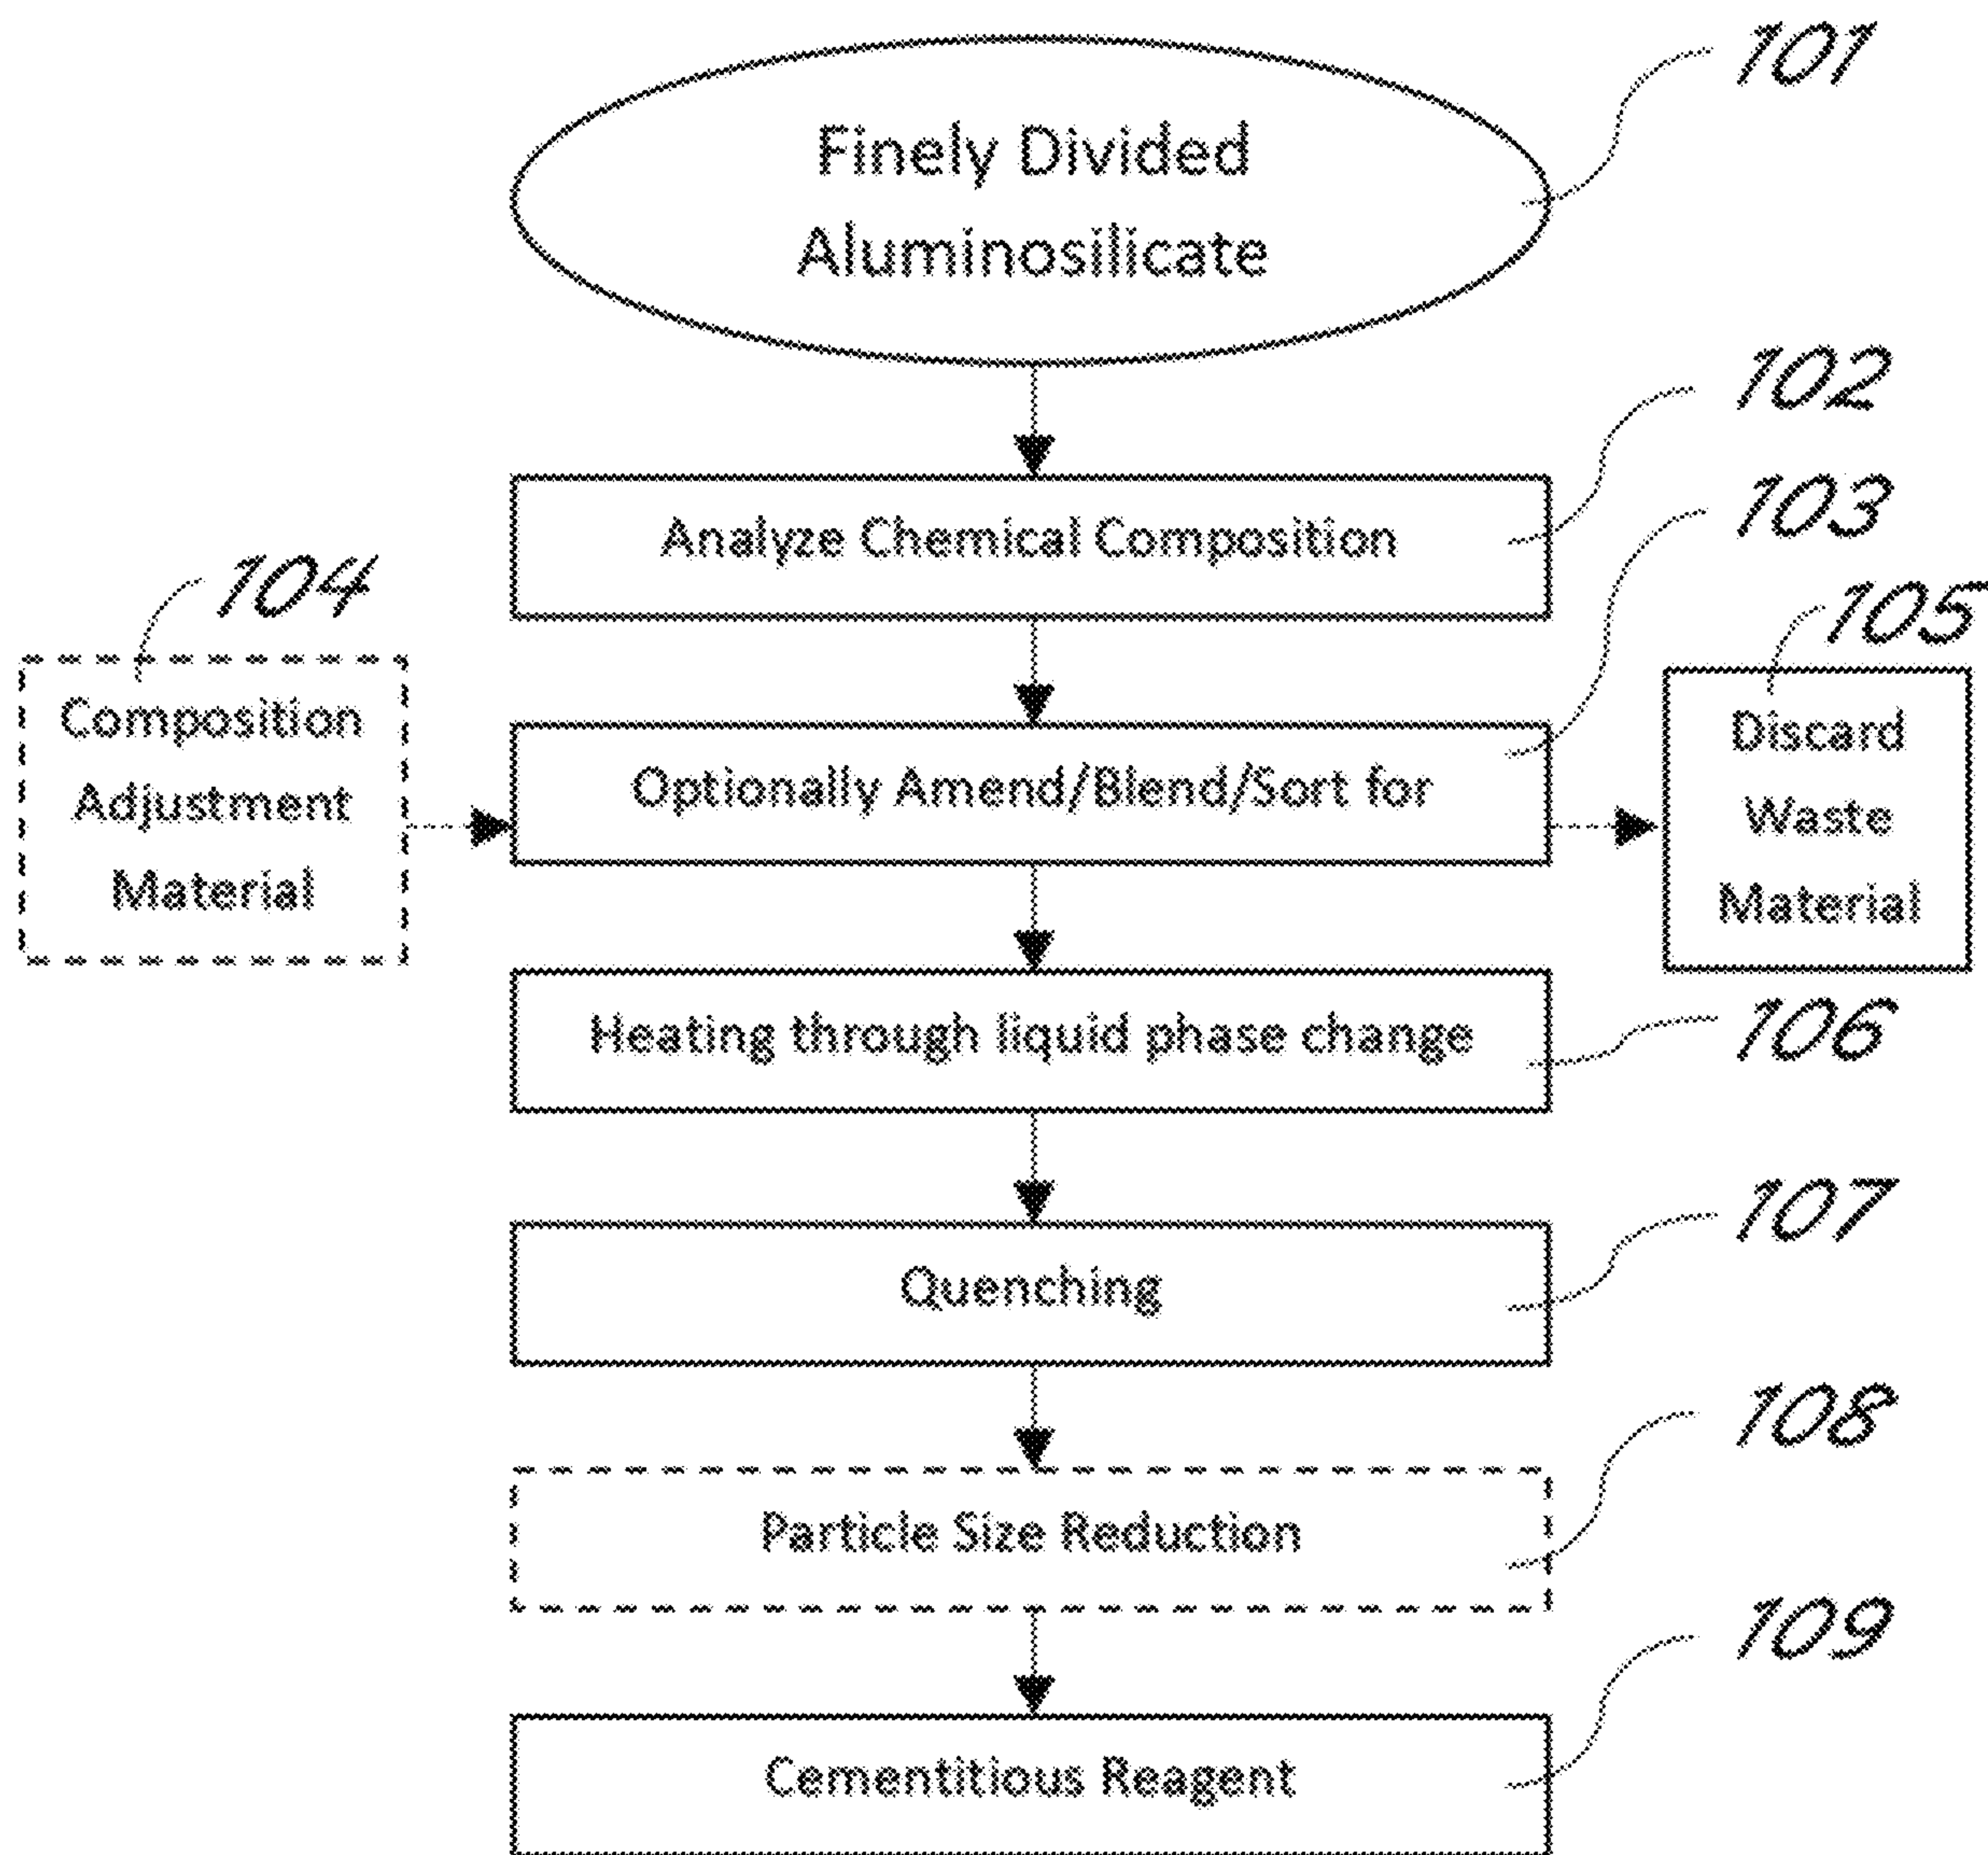 101
Finely Divided
Aluminosilicate
102
Analyze Chemical Composition
103
104
Composition
Adjustment
Material
Optionally Amend/Blend/Sort for
105
Discard
Waste
Material
106
Heating through liquid phase change
107
Quenching
108
Particle Size Reduction
109
Cementitious Reagent